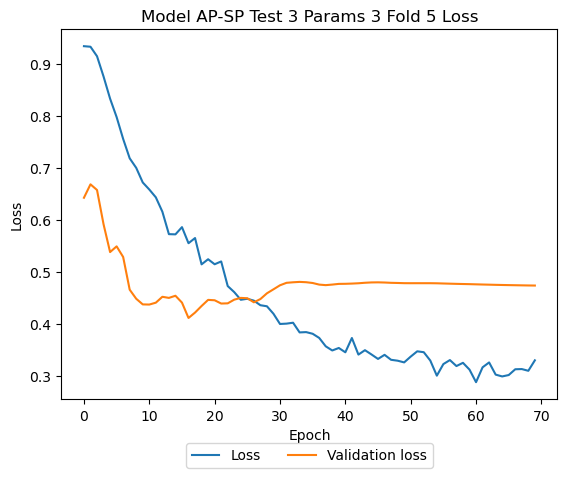 Model AP-SP Test 3 Params 3 Fold 5 Loss
Loss
0.9
0.8
0.7
0.6
0.5
0.4
0.3
0 10 20 30 40 50 60 70
Epoch
Loss Validation loss